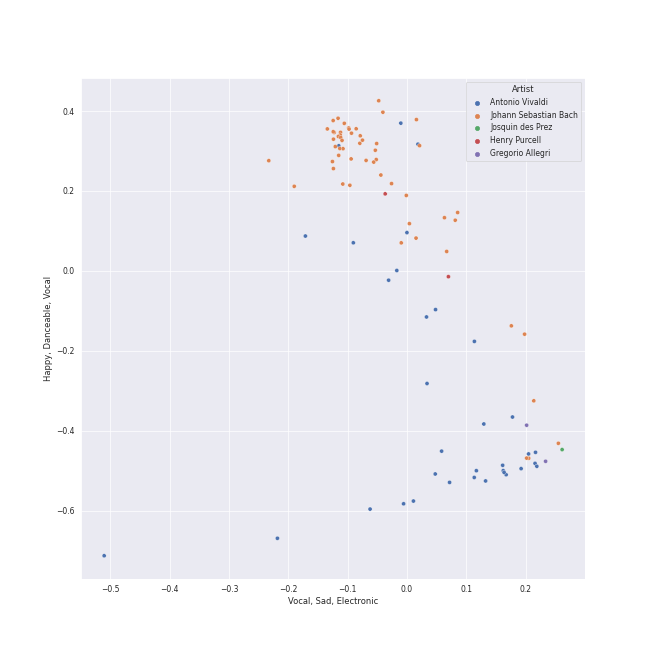 Artist
Antonio Vivaldi
Johann Sebastian Bach
Josquin des Prez
Henry Purcell
Gregorio Allegri
0.4
0.2
0.0
−0.2
−0.4
−0.6
Happy, Danceable, Vocal
−0.5 −0.4 −0.3 −0.2 −0.1 0.0 0.1 0.2
Vocal, Sad, Electronic